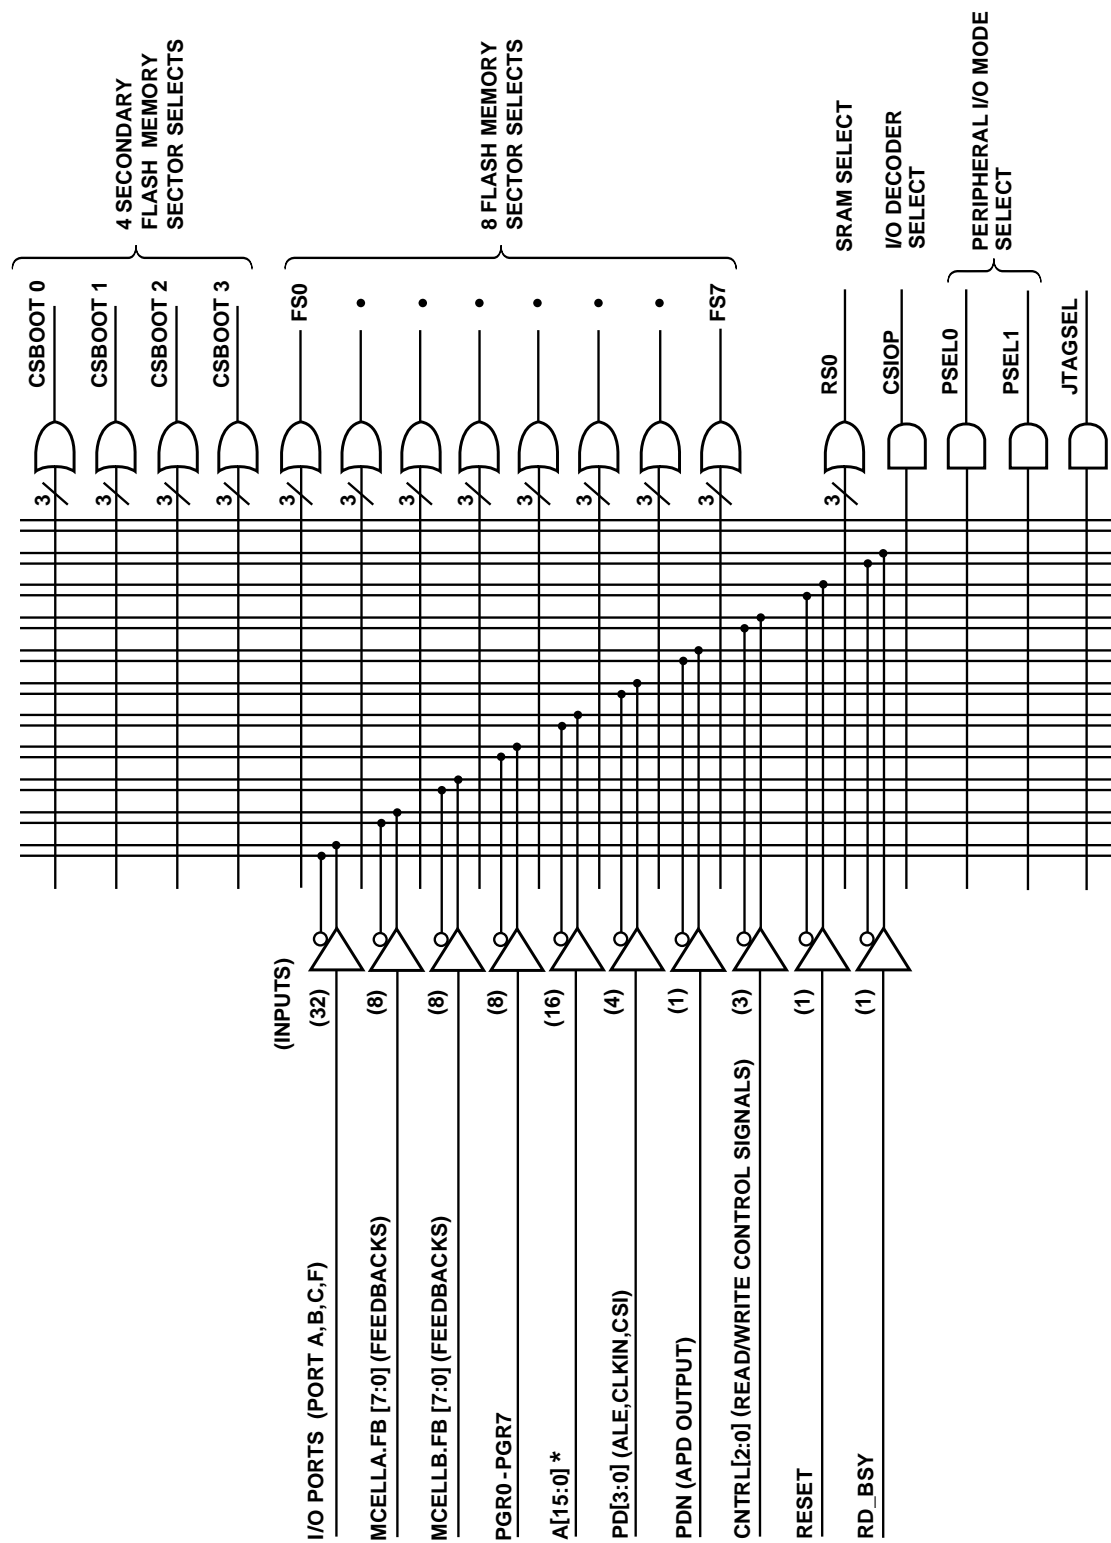 (INPUTS)
I/O PORTS (PORT A,B,C,F)
(32)
MCELLA.FB [7:0] (FEEDBACKS)
(8)
MCELLB.FB [7:0] (FEEDBACKS)
(8)
PGR0 - PGR7
(8)
A[15:0] *
(16)
PD[3:0] (ALE,CLKIN,CSI)
(4)
PDN (APD OUTPUT)
(1)
CNTRL[2:0] (READ/WRITE CONTROL SIGNALS)
(3)
RESET
(1)
RD_BSY
(1)
3
CSBOOT 0
3
CSBOOT 1
3
CSBOOT 2
3
CSBOOT 3
4 SECONDARY
FLASH MEMORY
SECTOR SELECTS
3
FS0
3
3
3
3
3
3
3
FS7
8 FLASH MEMORY
SECTOR SELECTS
3
RS0
SRAM SELECT
CSIOP
I/O DECODER
SELECT
PSEL0
PSEL1
PERIPHERAL I/O MODE
SELECT
JTAGSEL